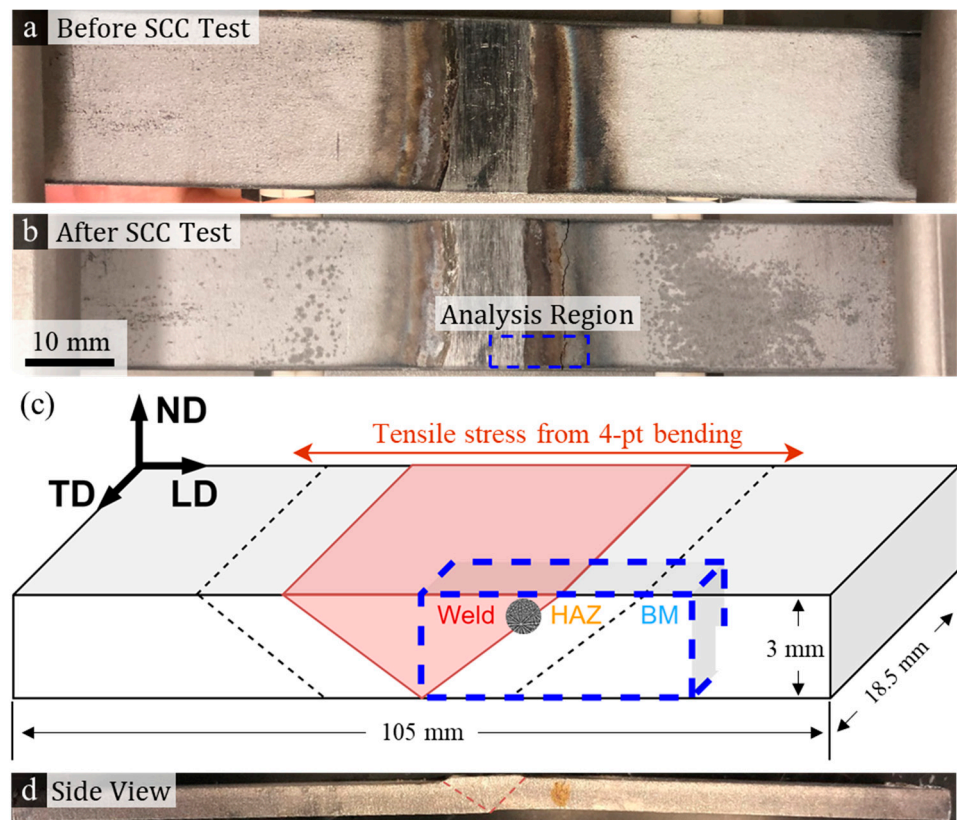 a Before SCC Test
b After SCC Test
Analysis Region
10 mm
(c)
ND
TD
LD
Tensile stress from 4-pt bending
Weld
HAZ
BM
3 mm
18.5 mm
105 mm
d Side View